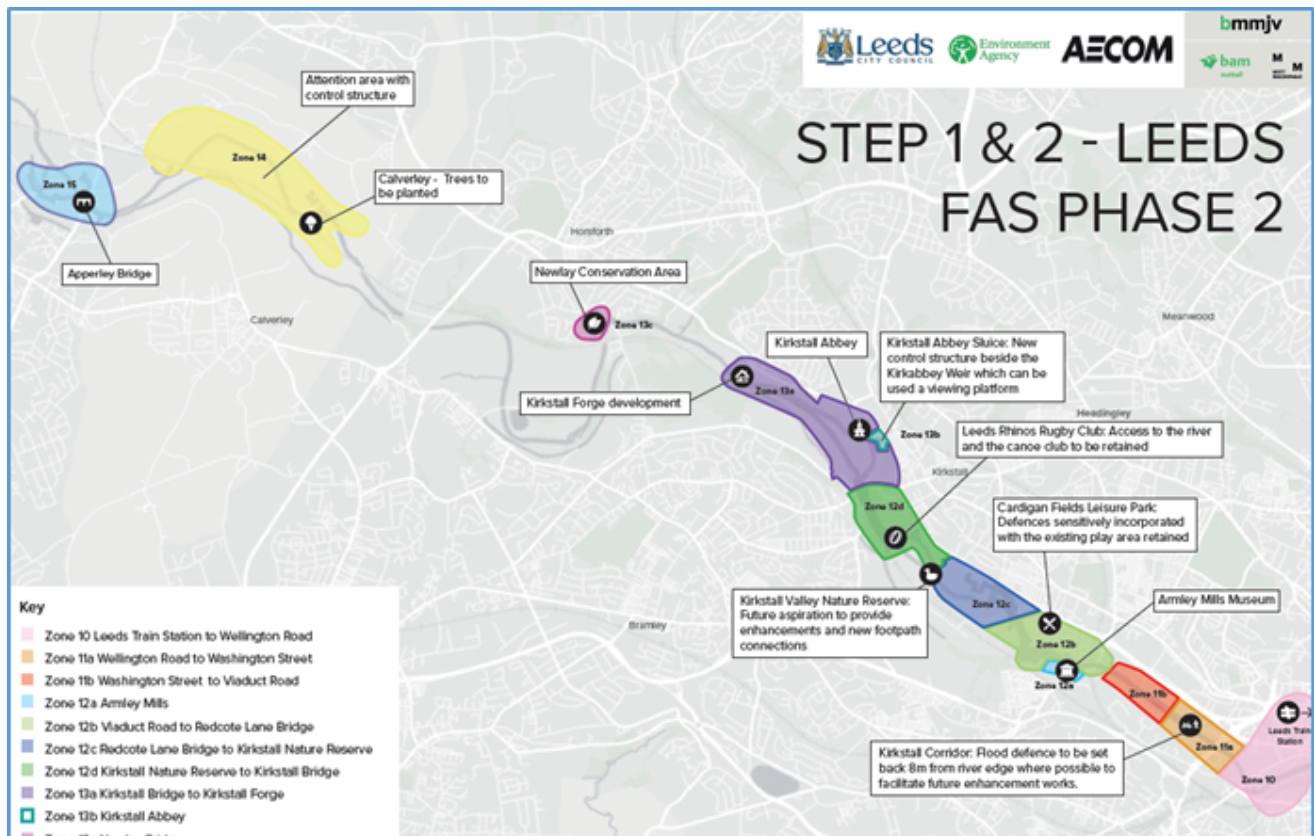 Leeds
CITY COUNCIL
Environment
Agency
AECOM
bmmjv
bam
nuttall
M
M
MOTT
MACDONALD
STEP 1 & 2 - LEEDS
FAS PHASE 2
Attention area with
control structure
Zone 14
Zone 15
Calverley - Trees to
be planted
Apperley Bridge
Horsforth
Newlay Conservation Area
Calverley
Zone 13c
Meanwood
Kirkstall Abbey
Kirkstall Abbey Sluice: New
control structure beside the
Kirkabbey Weir which can be
used a viewing platform
Zone 13a
Kirkstall Forge development
Headingley
Zone 13b
Leeds Rhinos Rugby Club: Access to the river
and the canoe club to be retained
Kirkstall
Zone 12d
Cardigan Fields Leisure Park:
Defences sensitively incorporated
with the existing play area retained
Kirkstall Valley Nature Reserve:
Future aspiration to provide
enhancements and new footpath
connections
Zone 12c
Armley Mills Museum
Bramley
Zone 12b
Zone 12a
Zone 11b
Leeds Train
Station
Zone 11a
Kirkstall Corridor: Flood defence to be set
back 8m from river edge where possible to
facilitate future enhancement works.
Zone 10
Key
Zone 10 Leeds Train Station to Wellington Road
Zone 11a Wellington Road to Washington Street
Zone 11b Washington Street to Viaduct Road
Zone 12a Armley Mills
Zone 12b Viaduct Road to Redcote Lane Bridge
Zone 12c Redcote Lane Bridge to Kirkstall Nature Reserve
Zone 12d Kirkstall Nature Reserve to Kirkstall Bridge
Zone 13a Kirkstall Bridge to Kirkstall Forge
Zone 13b Kirkstall Abbey